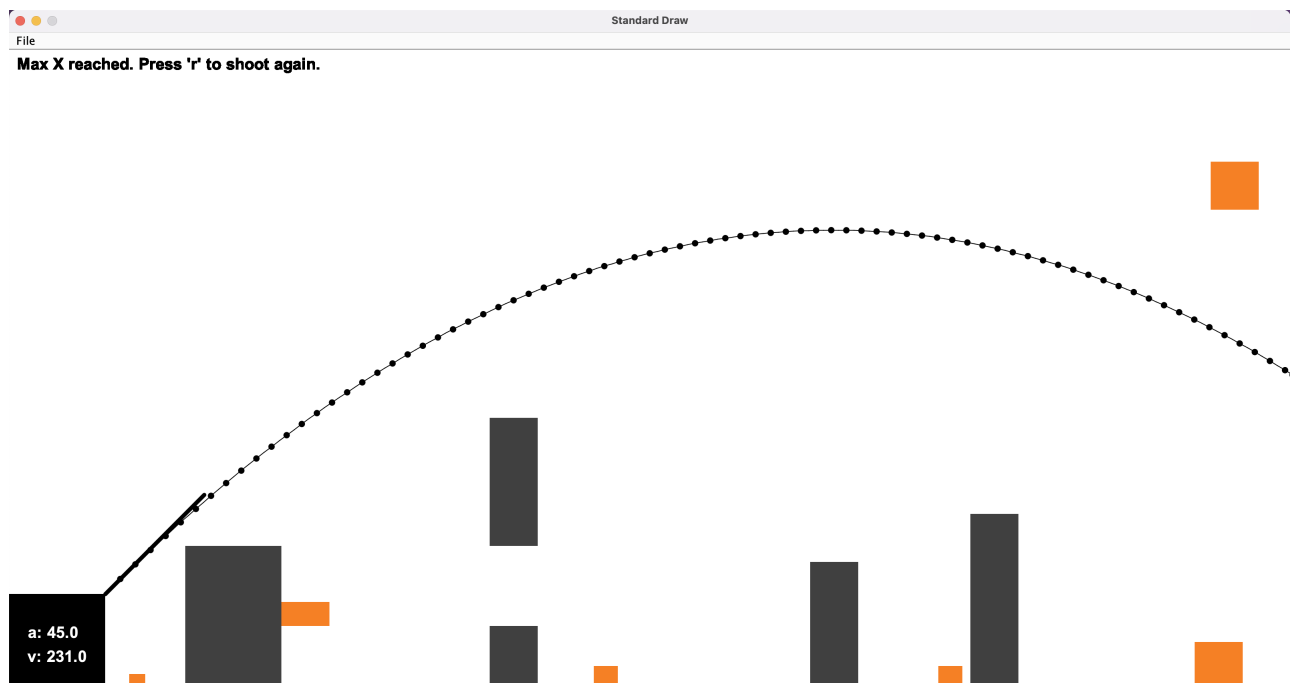 Standard Draw
File
Max X reached. Press 'r' to shoot again.
a: 45.0
v: 231.0